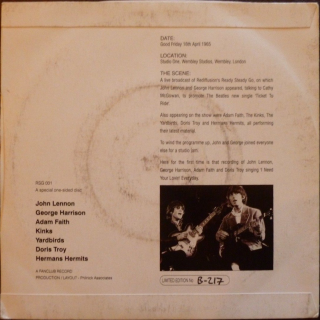 DATE:
Good Friday 16th April 1965
LOCATION:
Studio One, Wembley Studios, Wembley, London
THE SCENE:
A live broadcast of Rediffusion's Ready Steady Go, on which
John Lennon and George Harrison appeared, talking to Cathy
McGowan, to promote The Beatles new single 'Ticket To
Ride'.
Also appearing on the show were Adam Faith, The Kinks, The
Yardbirds, Doris Troy and Hermans Hermits, all performing
their latest material.
To wind the programme up, John and George joined everyone
else for a studio jam.
Here for the first time is that recording of John Lennon,
George Harrison, Adam Faith and Doris Troy singing 'I Need
Your Lovin' Everyday'.
RSG 001
A special one-sided disc
John Lennon
George Harrison
Adam Faith
Kinks
Yardbirds
Doris Troy
Hermans Hermits
A FANCLUB RECORD
PRODUCTION / LAYOUT :
LIMITED EDITION No B-217